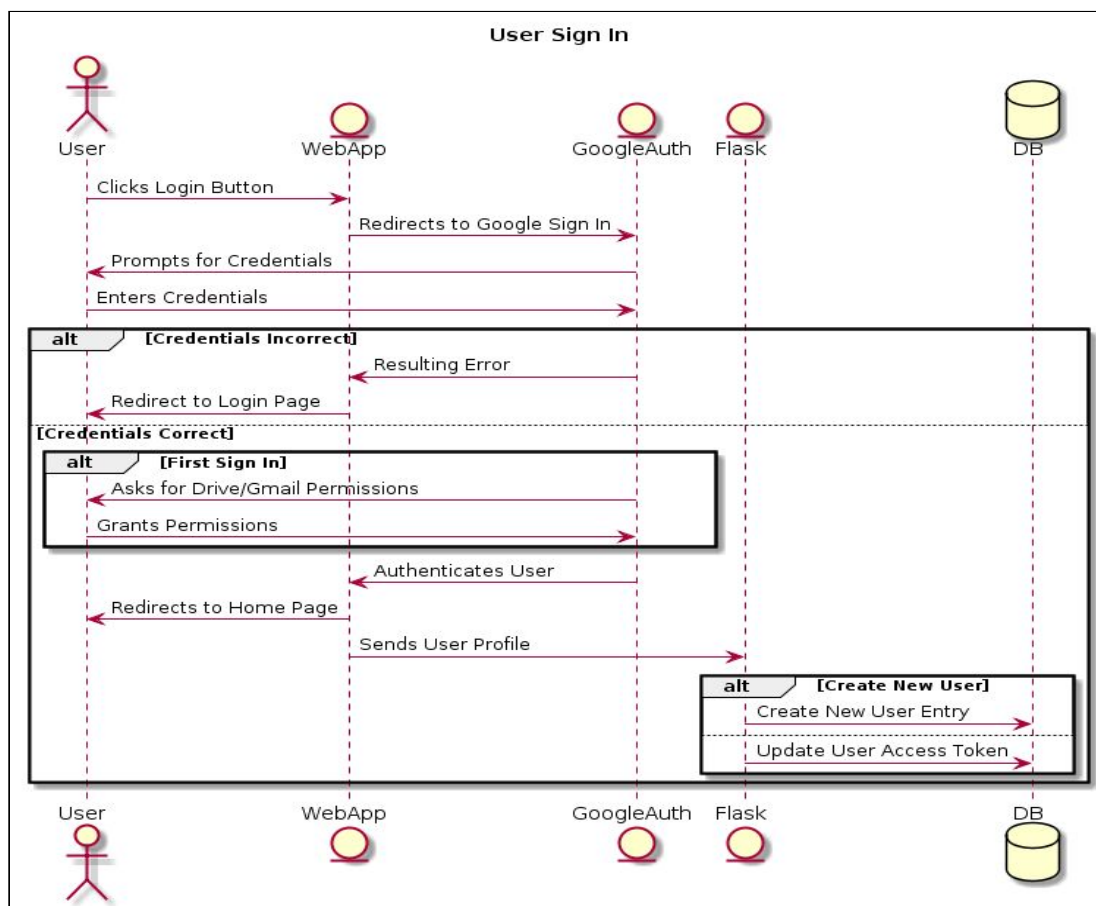 User Sign In
User WebApp GoogleAuth Flask DB
Clicks Login Button
Redirects to Google Sign In
Prompts for Credentials
Enters Credentials
alt [Credentials Incorrect]
Resulting Error
Redirect to Login Page
[Credentials Correct]
alt [First Sign In]
Asks for Drive/Gmail Permissions
Grants Permissions
Authenticates User
Redirects to Home Page
Sends User Profile
alt [Create New User]
Create New User Entry
Update User Access Token
User WebApp GoogleAuth Flask DB